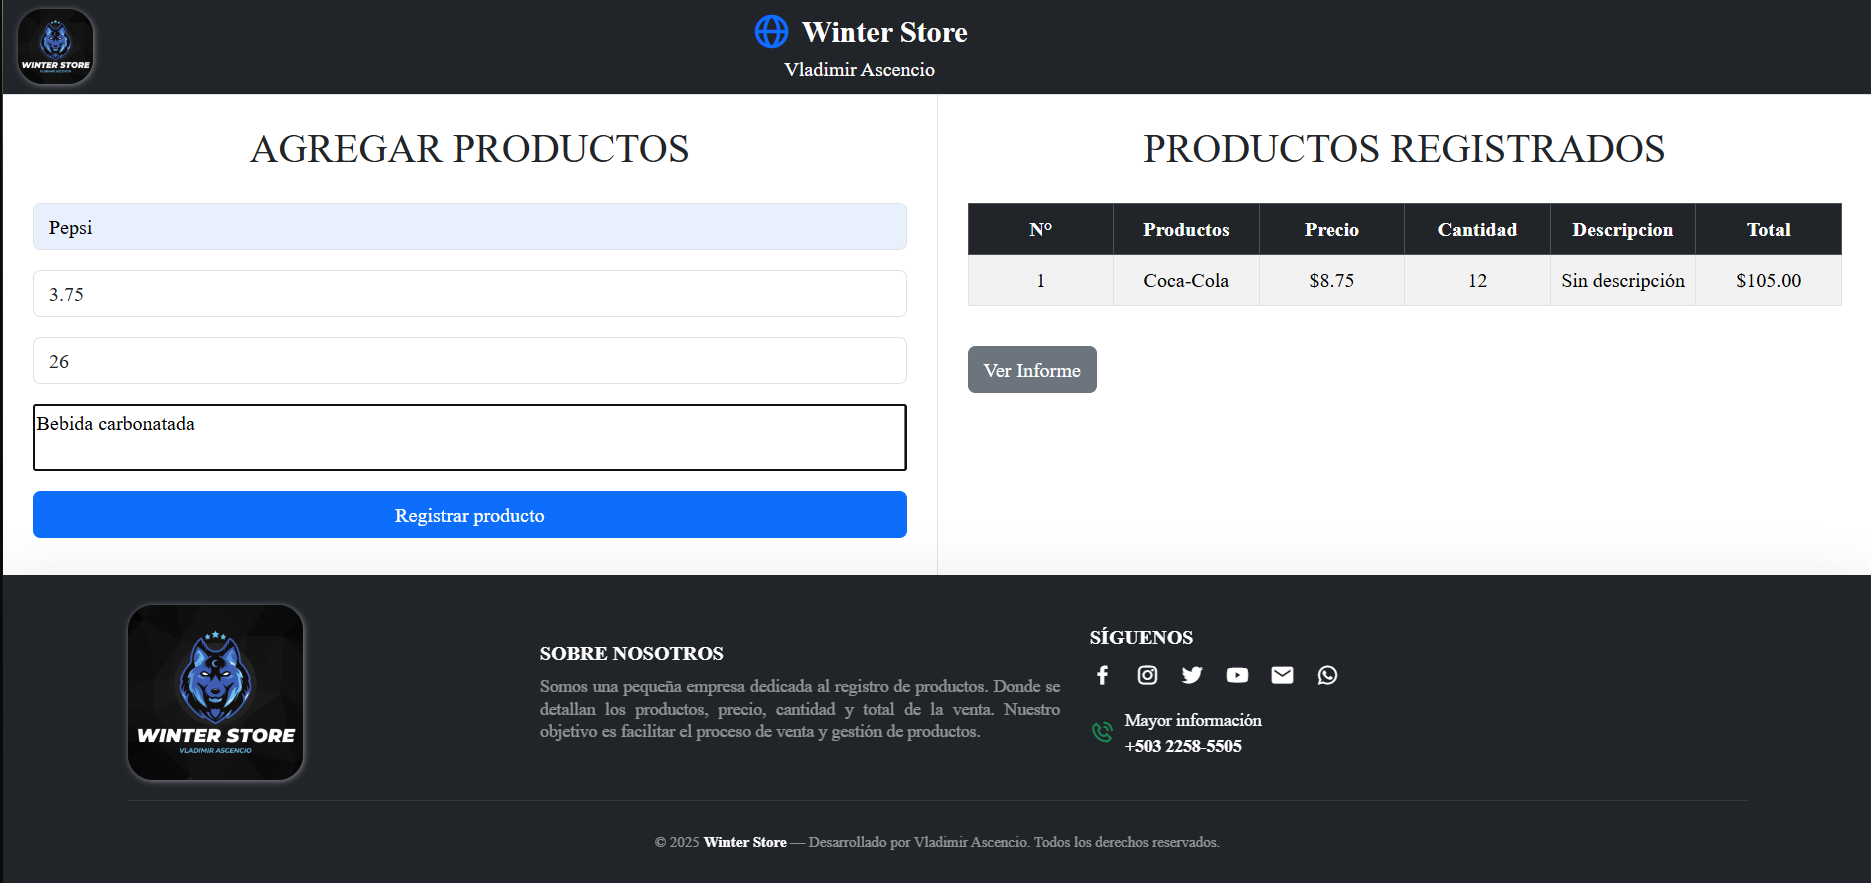 WINTER STORE
VLADIMIR ASCENCIO
Winter Store
Vladimir Ascencio
AGREGAR PRODUCTOS
Pepsi
3.75
26
Bebida carbonatada
Registrar producto
PRODUCTOS REGISTRADOS
N° Productos Precio Cantidad Descripcion Total
1 Coca-Cola $8.75 12 Sin descripción $105.00
Ver Informe
WINTER STORE
VLADIMIR ASCENCIO
SOBRE NOSOTROS
Somos una pequeña empresa dedicada al registro de productos. Donde se
detallan los productos, precio, cantidad y total de la venta. Nuestro
objetivo es facilitar el proceso de venta y gestión de productos.
SÍGUENOS
Mayor información
+503 2258-5505
© 2025 Winter Store — Desarrollado por Vladimir Ascencio. Todos los derechos reservados.